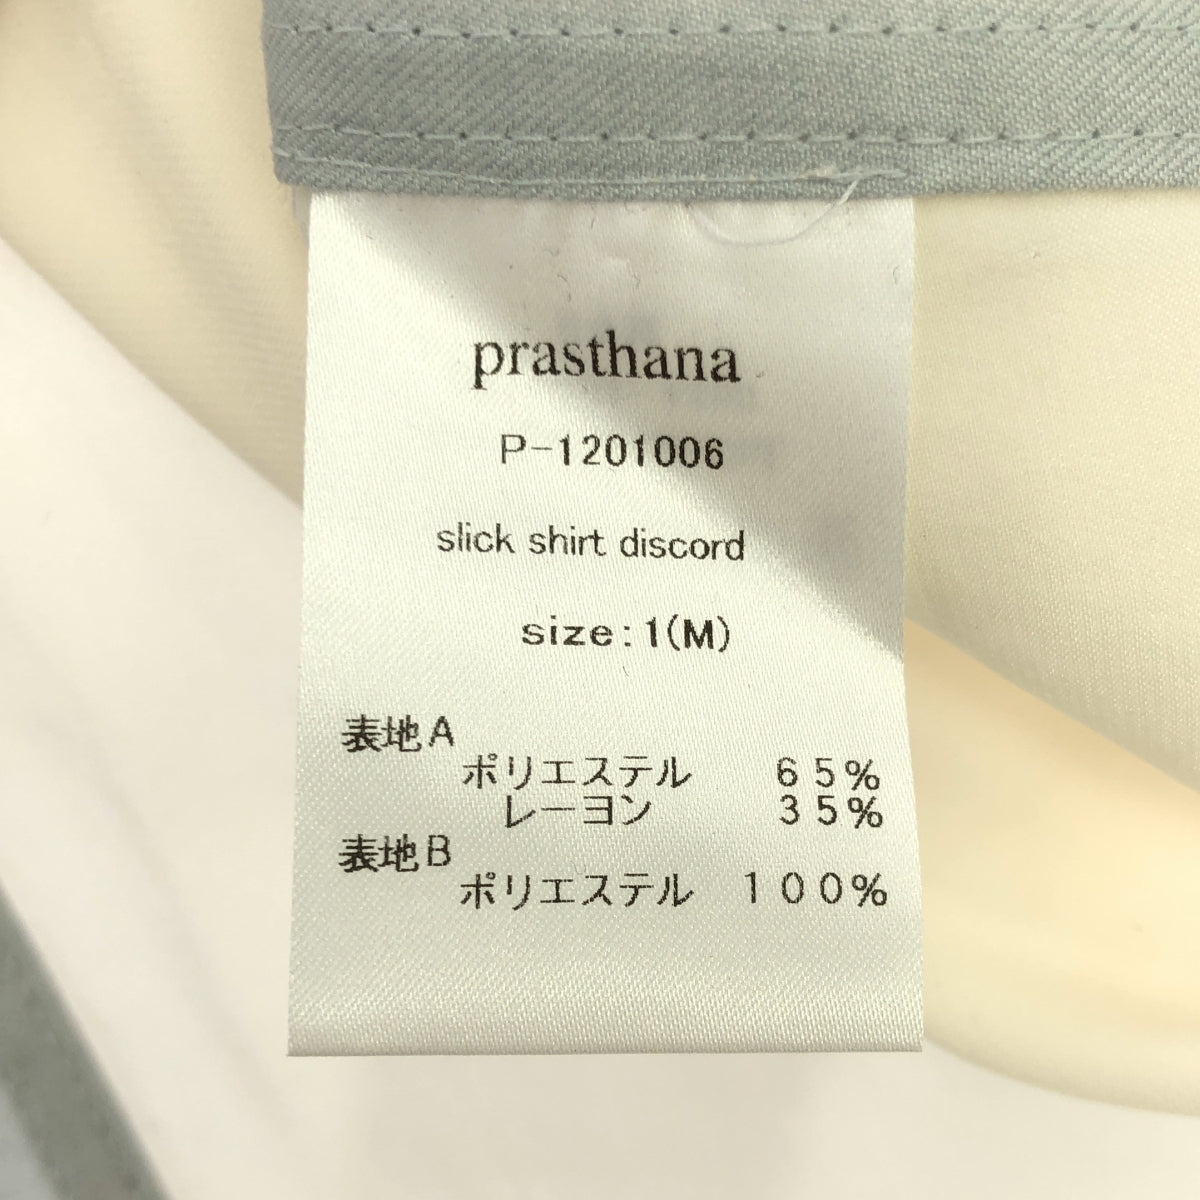 prasthana
P-1201006
slick shirt discord
size:1(M)
表地A
ポリエステル 65%
レーヨン 35%
表地B
ポリエステル 100%